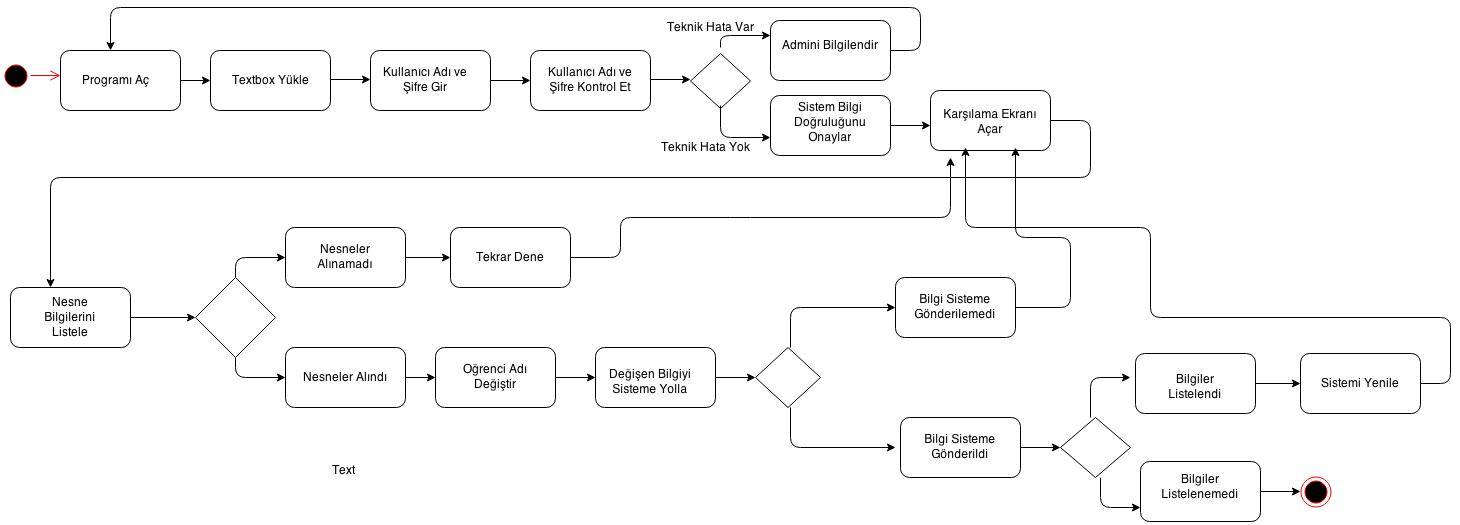 Teknik Hata Var
Admini Bilgilendir
Programı Aç
Textbox Yükle
Kullanıcı Adı ve
Şifre Gir
Kullanıcı Adı ve
Şifre Kontrol Et
Sistem Bilgi
Doğruluğunu
Onaylar
Karşılama Ekranı
Açar
Teknik Hata Yok
Nesneler
Alınamadı
Tekrar Dene
Nesne
Bilgilerini
Listele
Bilgi Sisteme
Gönderilemedi
Nesneler Alındı
Oğrenci Adı
Değiştir
Değişen Bilgiyi
Sisteme Yolla
Bilgiler
Listelendi
Sistemi Yenile
Bilgi Sisteme
Gönderildi
Bilgiler
Listelenemedi
Text